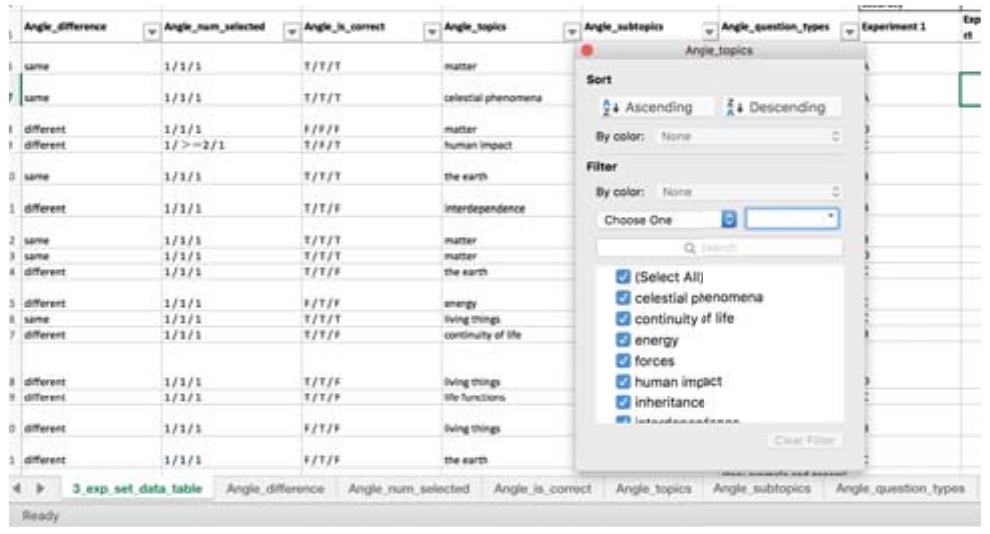 Angle_difference Angle_num_selected Angle_is_correct Angle_topics Angle_subtopics Angle_question_types Experiment 1
Angle_topics
same 1/1/1 T/T/T matter
same 1/1/1 T/T/T celestial phenomena
different 1/1/1 F/F/F matter
different 1/>=2/1 T/F/T human impact
same 1/1/1 T/T/T the earth
different 1/1/1 T/T/F interdependence
same 1/1/1 T/T/T matter
same 1/1/1 T/T/T matter
different 1/1/1 T/T/F the earth
different 1/1/1 F/T/F energy
same 1/1/1 T/T/T living things
different 1/1/1 T/T/F continuity of life
different 1/1/1 T/T/F living things
different 1/1/1 T/T/F life functions
different 1/1/1 F/T/F living things
different 1/1/1 F/T/F the earth
Sort
Ascending Descending
By color: None
Filter
By color: None
Choose One
Search
(Select All)
celestial phenomena
continuity of life
energy
forces
human impact
inheritance
interdependence
Clear Filter
3_exp_set_data_table Angle_difference Angle_num_selected Angle_is_correct Angle_topics Angle_subtopics Angle_question_types
Ready